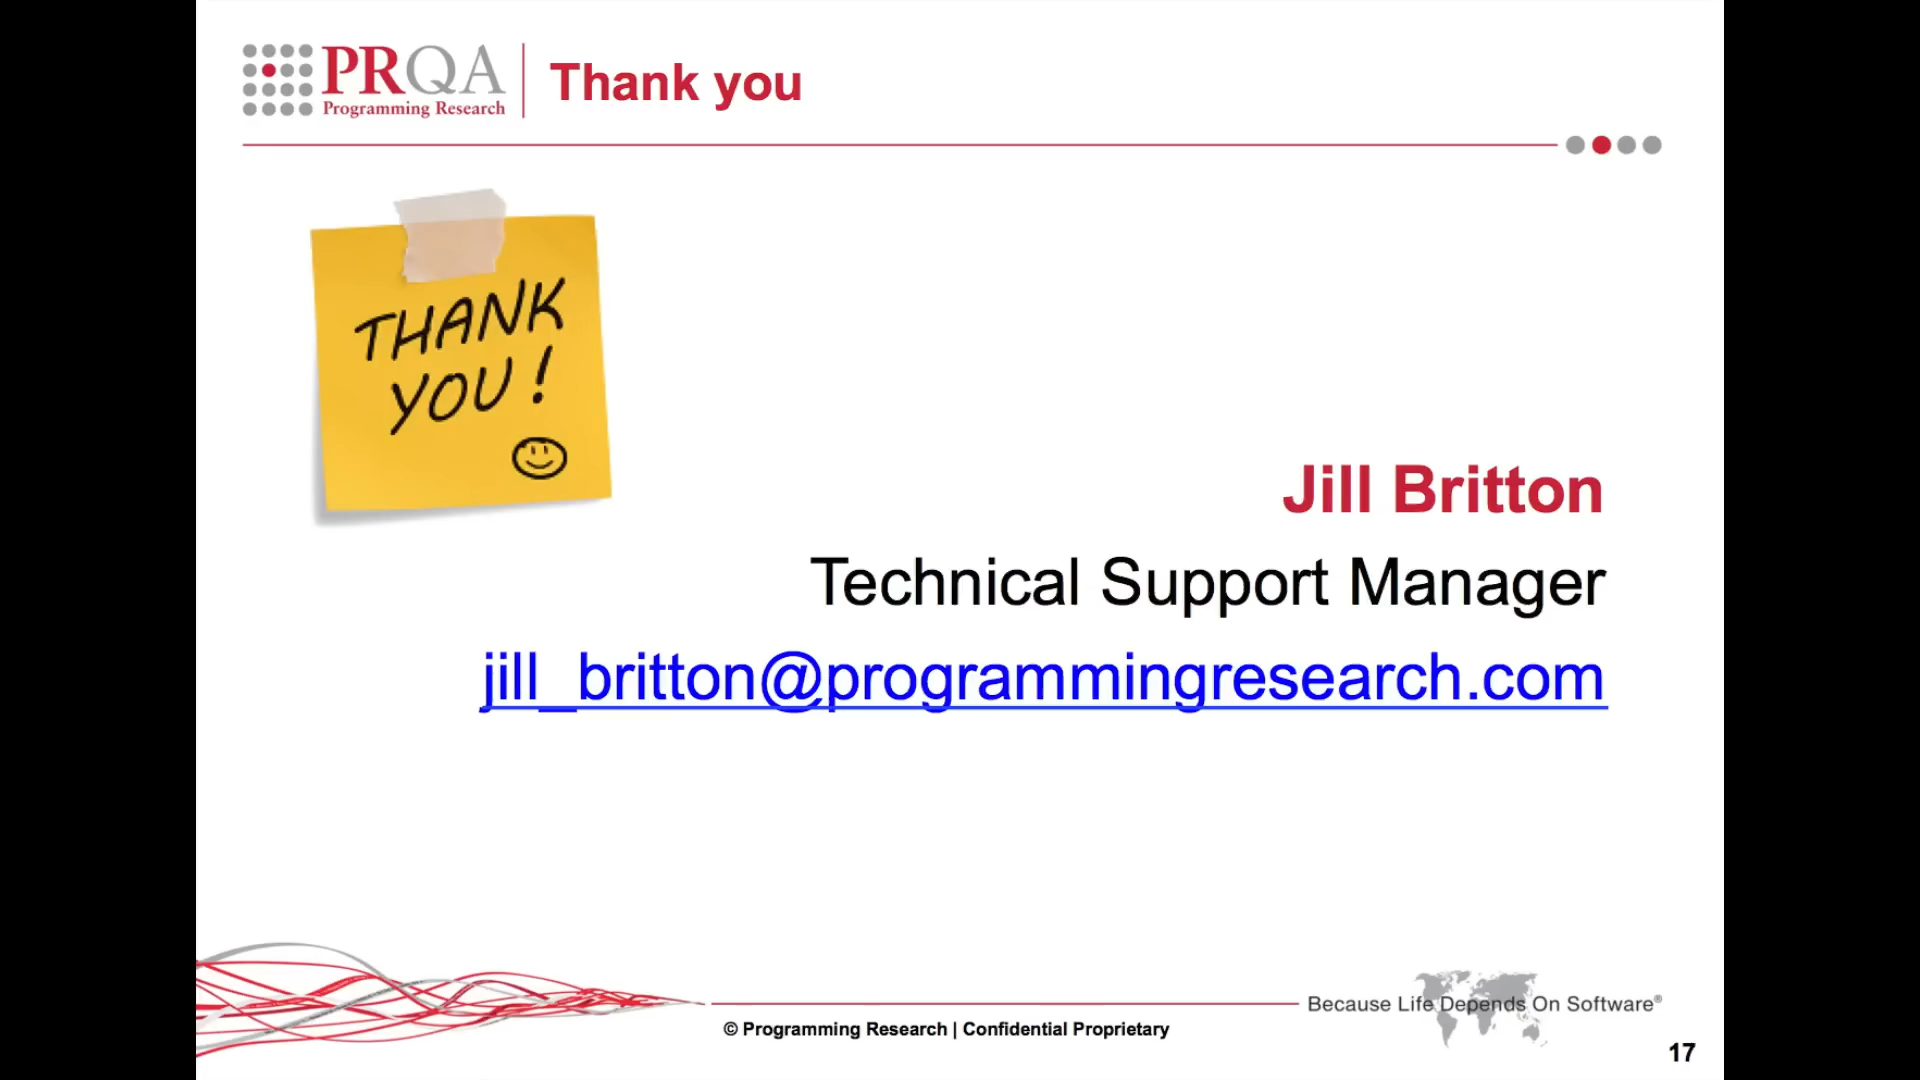 PRQA
Programming Research
Thank you
THANK
YOU!
Jill Britton
Technical Support Manager
jill_britton@programmingresearch.com
Because Life Depends On Software®
© Programming Research | Confidential Proprietary
17